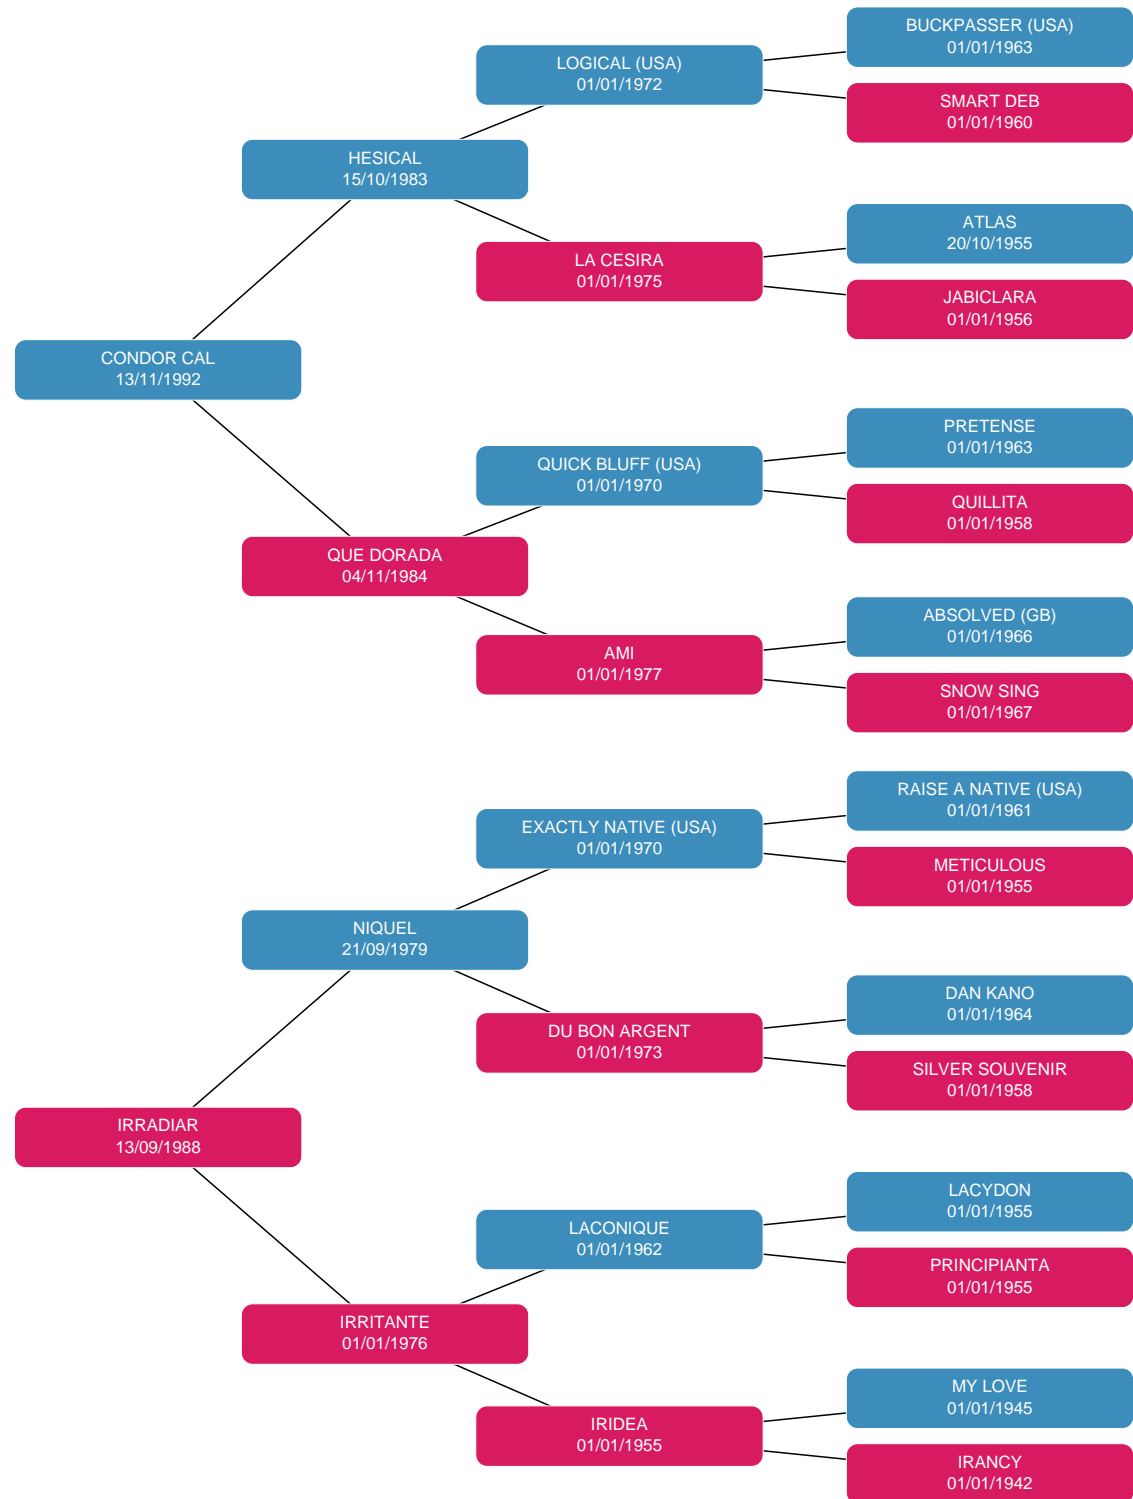 BUCKPASSER (USA)
01/01/1963
LOGICAL (USA)
01/01/1972
SMART DEB
01/01/1960
HESICAL
15/10/1983
ATLAS
20/10/1955
LA CESIRA
01/01/1975
JABICLARA
01/01/1956
CONDOR CAL
13/11/1992
PRETENSE
01/01/1963
QUICK BLUFF (USA)
01/01/1970
QUILLITA
01/01/1958
QUE DORADA
04/11/1984
ABSOLVED (GB)
01/01/1966
AMI
01/01/1977
SNOW SING
01/01/1967
RAISE A NATIVE (USA)
01/01/1961
EXACTLY NATIVE (USA)
01/01/1970
METICULOUS
01/01/1955
NIQUEL
21/09/1979
DAN KANO
01/01/1964
DU BON ARGENT
01/01/1973
SILVER SOUVENIR
01/01/1958
IRRADIAR
13/09/1988
LACYDON
01/01/1955
LACONIQUE
01/01/1962
PRINCIPIANTA
01/01/1955
IRRITANTE
01/01/1976
MY LOVE
01/01/1945
IRIDEA
01/01/1955
IRANCY
01/01/1942